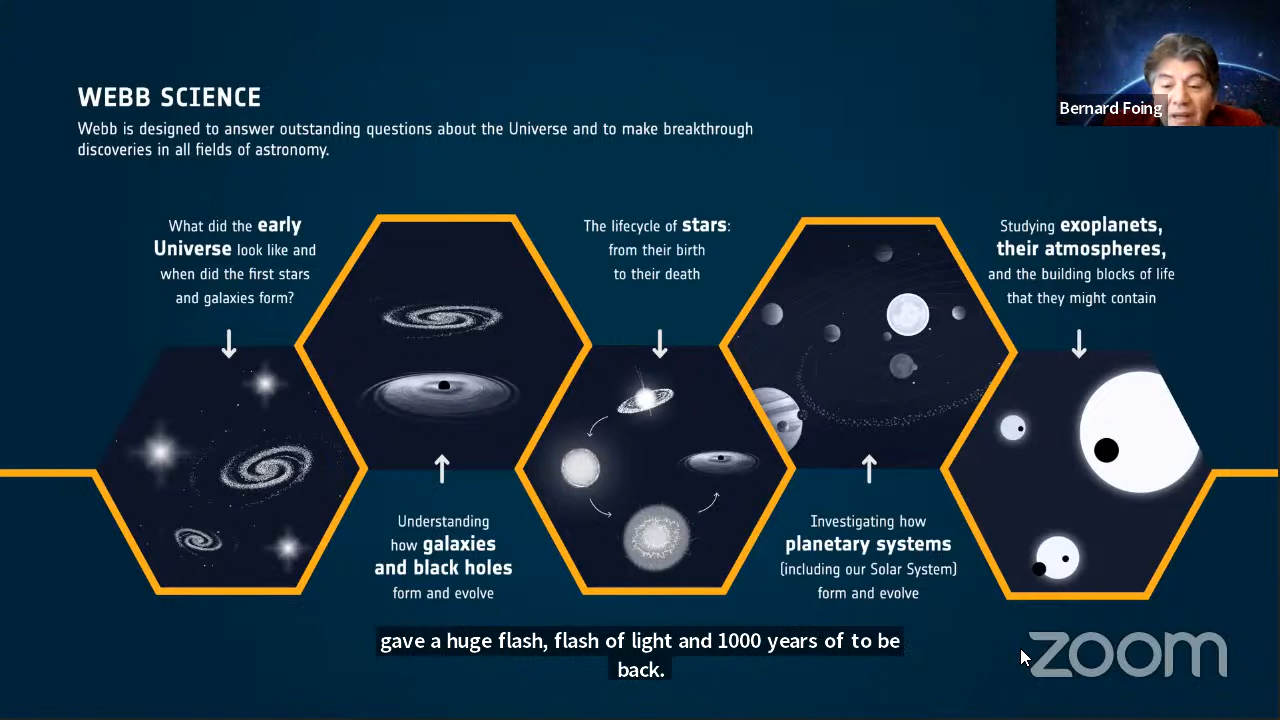 WEBB SCIENCE
Webb is designed to answer outstanding questions about the Universe and to make breakthrough
discoveries in all fields of astronomy.
Bernard Foing
What did the early
Universe look like and
when did the first stars
and galaxies form?
The lifecycle of stars:
from their birth
to their death
Studying exoplanets,
their atmospheres,
and the building blocks of life
that they might contain
Understanding
how galaxies
and black holes
form and evolve
Investigating how
planetary systems
(including our Solar System)
form and evolve
gave a huge flash, flash of light and 1000 years of to be
back.
zoom